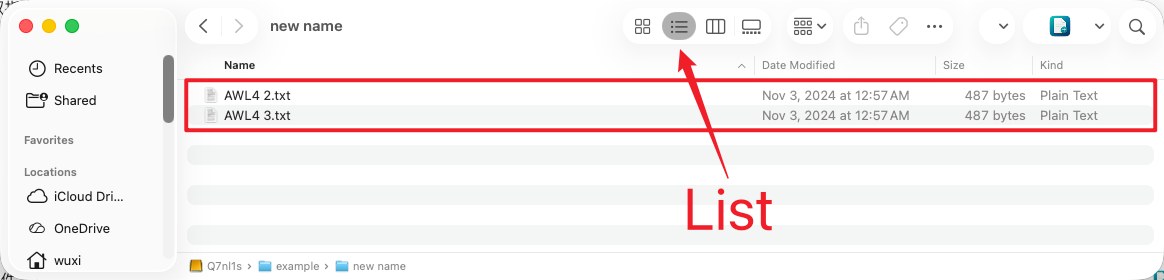 new name
Recents
Shared
Favorites
Locations
iCloud Dri...
OneDrive
wuxi
Name Date Modified Size Kind
AWL4 2.txt Nov 3, 2024 at 12:57 AM 487 bytes Plain Text
AWL4 3.txt Nov 3, 2024 at 12:57 AM 487 bytes Plain Text
List
Q7nl1s › example › new name